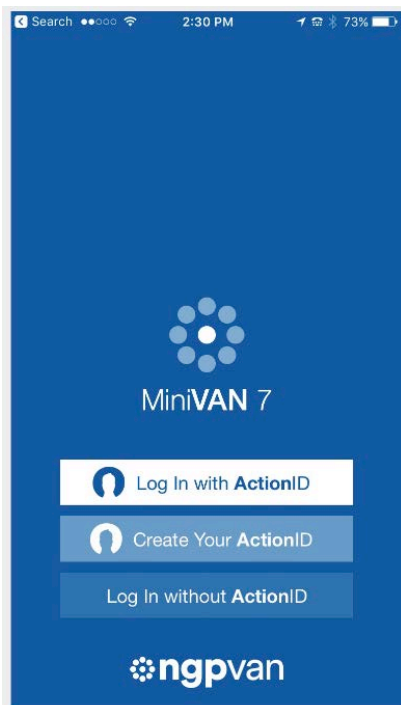 Search 2:30 PM 73%
MiniVAN 7
Log In with ActionID
Create Your ActionID
Log In without ActionID
ngpvan